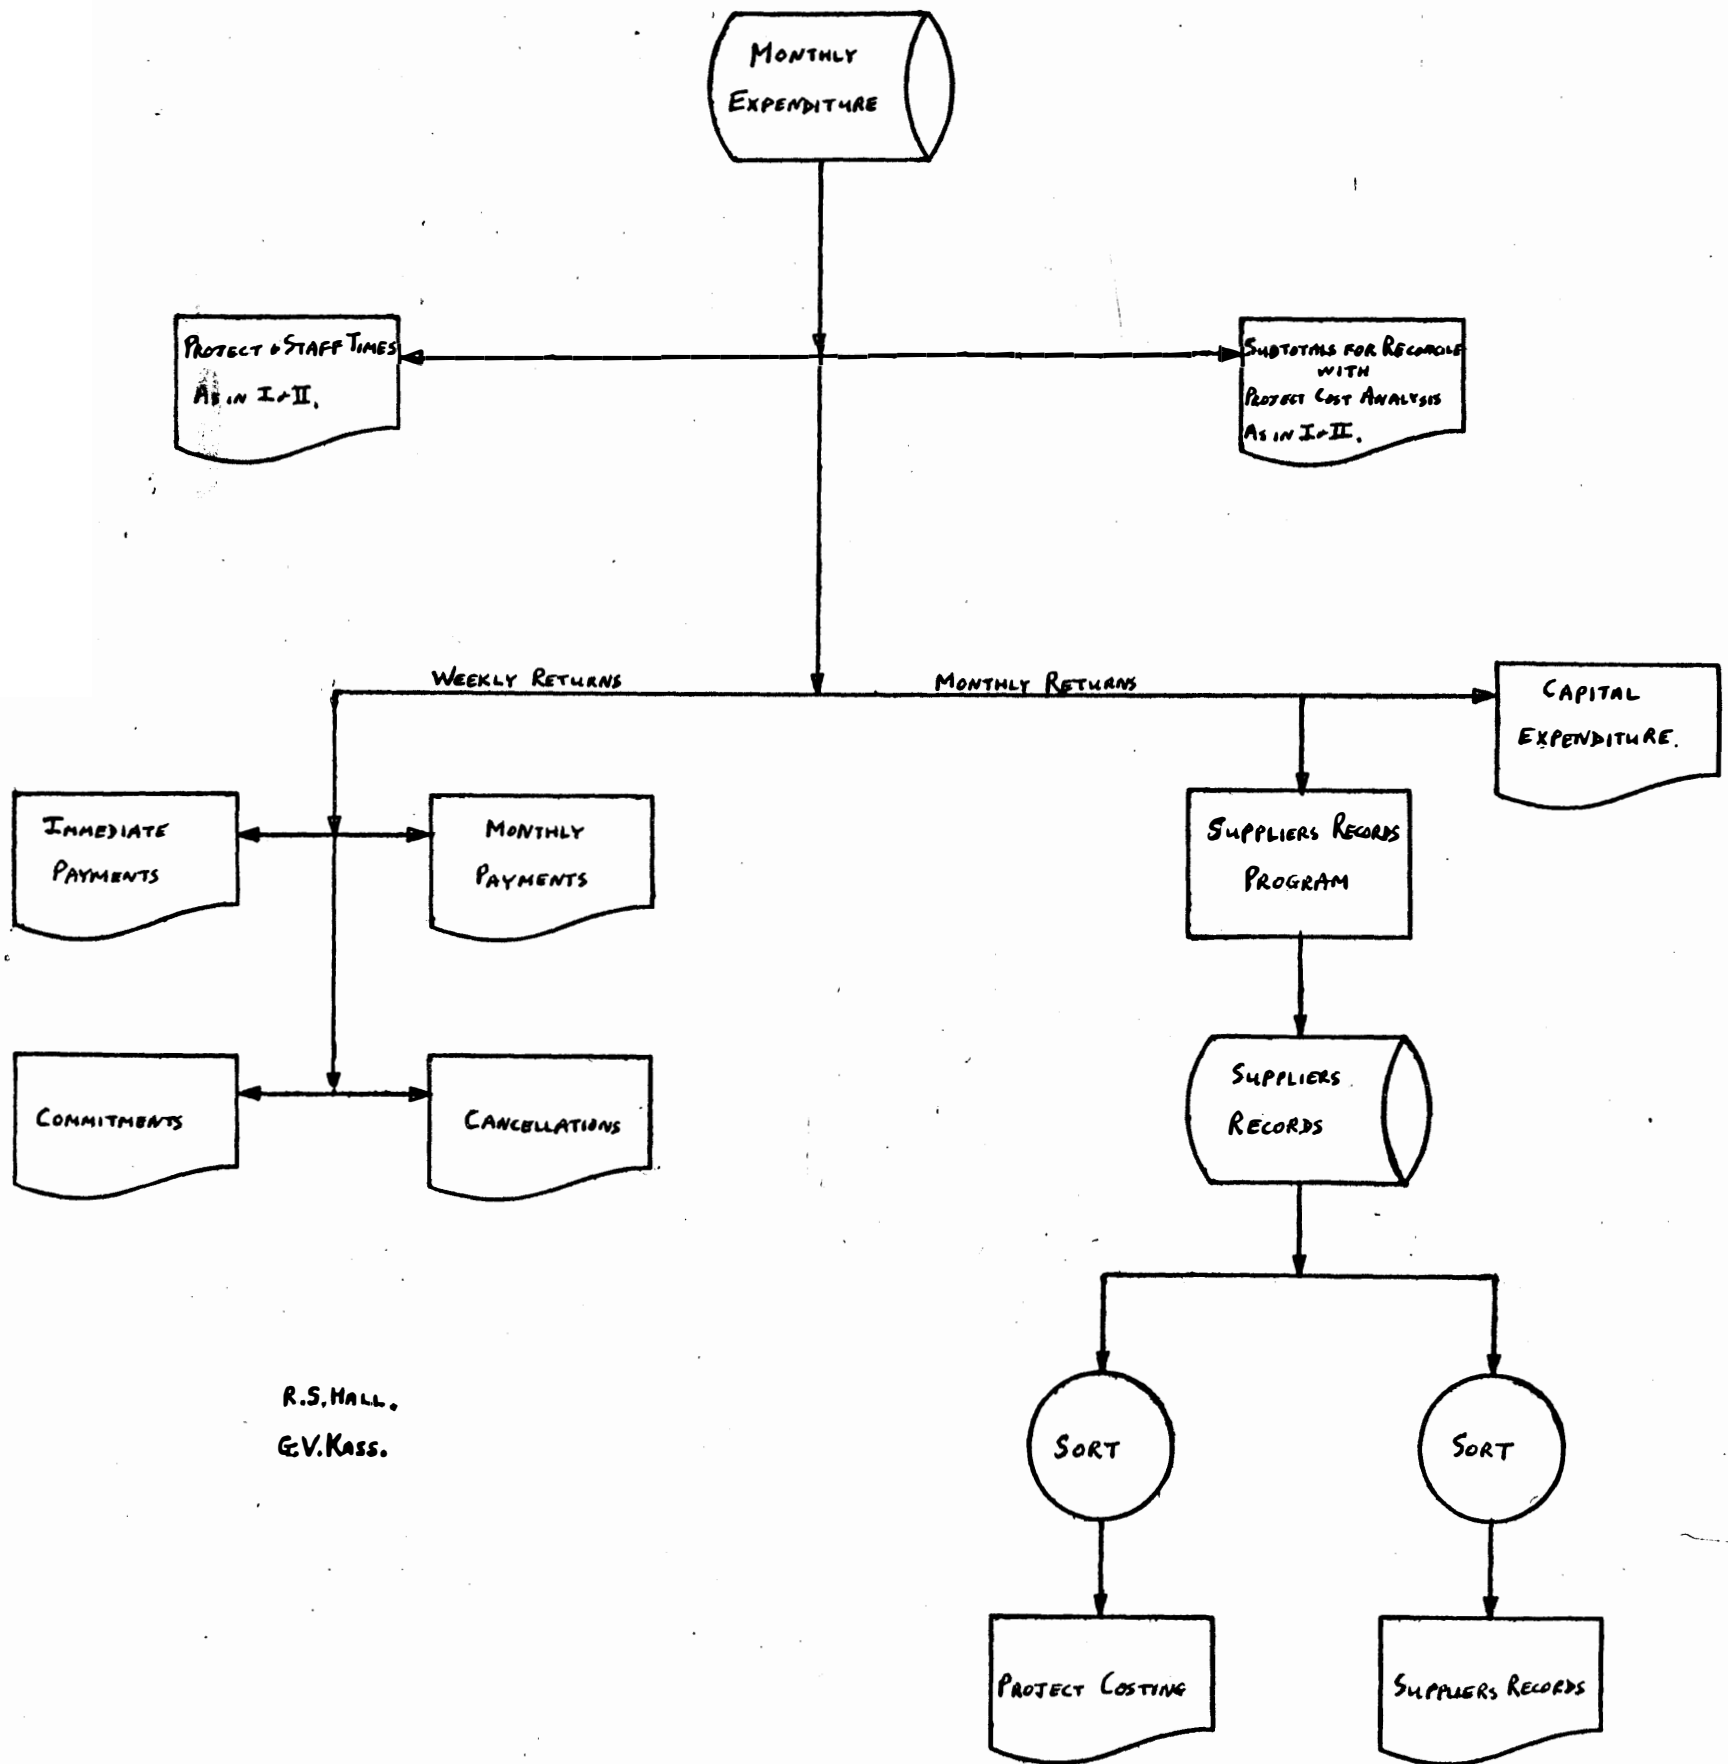 MONTHLY
EXPENDITURE
PROJECT & STAFF TIMES
AS IN I & II.
SUBTOTALS FOR RECONCILE
WITH
PROJECT COST ANALYSIS
AS IN I & II.
WEEKLY RETURNS
MONTHLY RETURNS
CAPITAL
EXPENDITURE.
IMMEDIATE
PAYMENTS
MONTHLY
PAYMENTS
SUPPLIERS RECORDS
PROGRAM
COMMITMENTS
CANCELLATIONS
SUPPLIERS
RECORDS
R.S. HALL.
G.V. KASS.
SORT
SORT
PROJECT COSTING
SUPPLIERS RECORDS